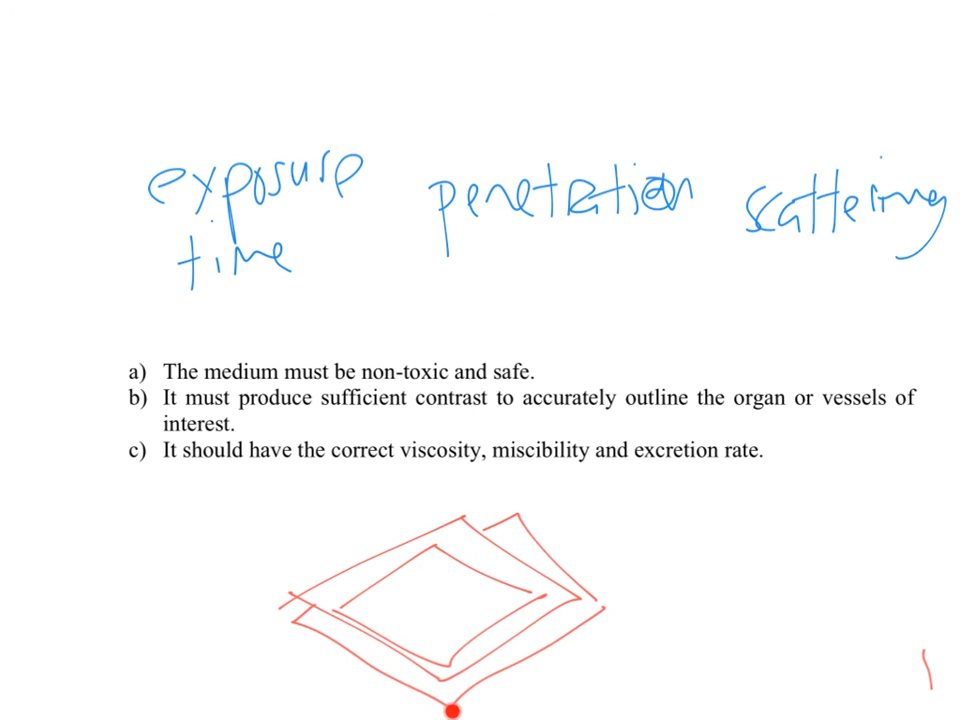 exposure penetration scattering
time
a) The medium must be non-toxic and safe.
b) It must produce sufficient contrast to accurately outline the organ or vessels of
interest.
c) It should have the correct viscosity, miscibility and excretion rate.